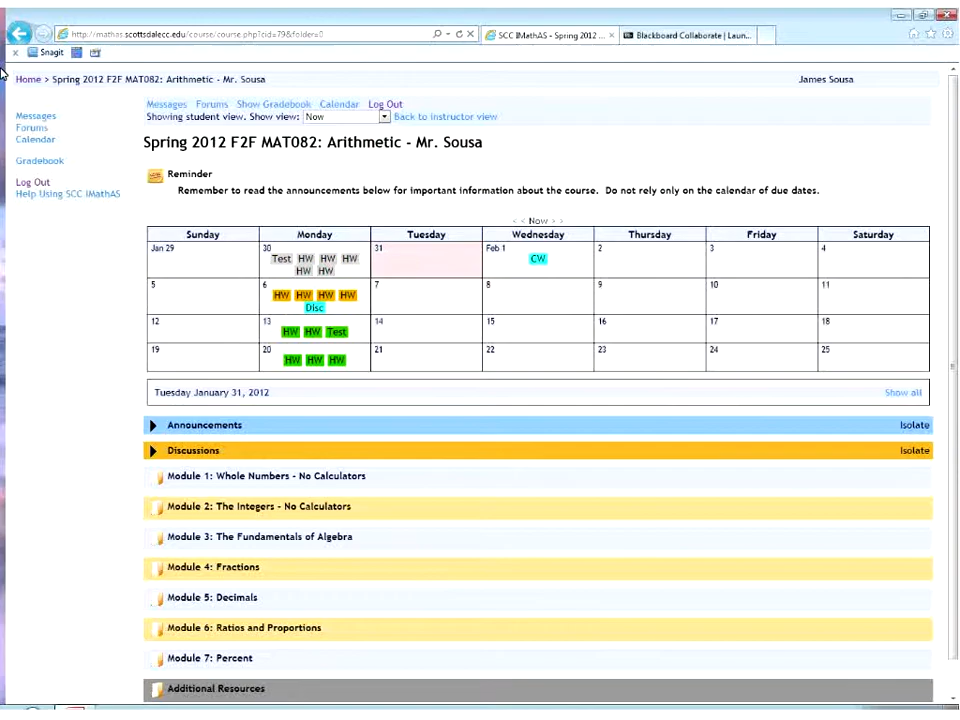 http://mathas.scottsdalecc.edu/course/course.php?cid=79&folder=0
SCC IMathAS - Spring 2012 ...
Blackboard Collaborate | Laun...
Snagit
Home > Spring 2012 F2F MAT082: Arithmetic - Mr. Sousa
James Sousa
Messages Forums Show Gradebook Calendar Log Out
Showing student view. Show view: Now Back to instructor view
Messages
Forums
Calendar
Gradebook
Log Out
Help Using SCC IMathAS
Spring 2012 F2F MAT082: Arithmetic - Mr. Sousa
Reminder
Remember to read the announcements below for important information about the course. Do not rely only on the calendar of due dates.
< < Now > >
Sunday Monday Tuesday Wednesday Thursday Friday Saturday
Jan 29 30 31 Feb 1 2 3 4
Test HW HW HW CW
HW HW
5 6 7 8 9 10 11
HW HW HW HW
Disc
12 13 14 15 16 17 18
HW HW Test
19 20 21 22 23 24 25
HW HW HW
Tuesday January 31, 2012 Show all
Announcements Isolate
Discussions Isolate
Module 1: Whole Numbers - No Calculators
Module 2: The Integers - No Calculators
Module 3: The Fundamentals of Algebra
Module 4: Fractions
Module 5: Decimals
Module 6: Ratios and Proportions
Module 7: Percent
Additional Resources